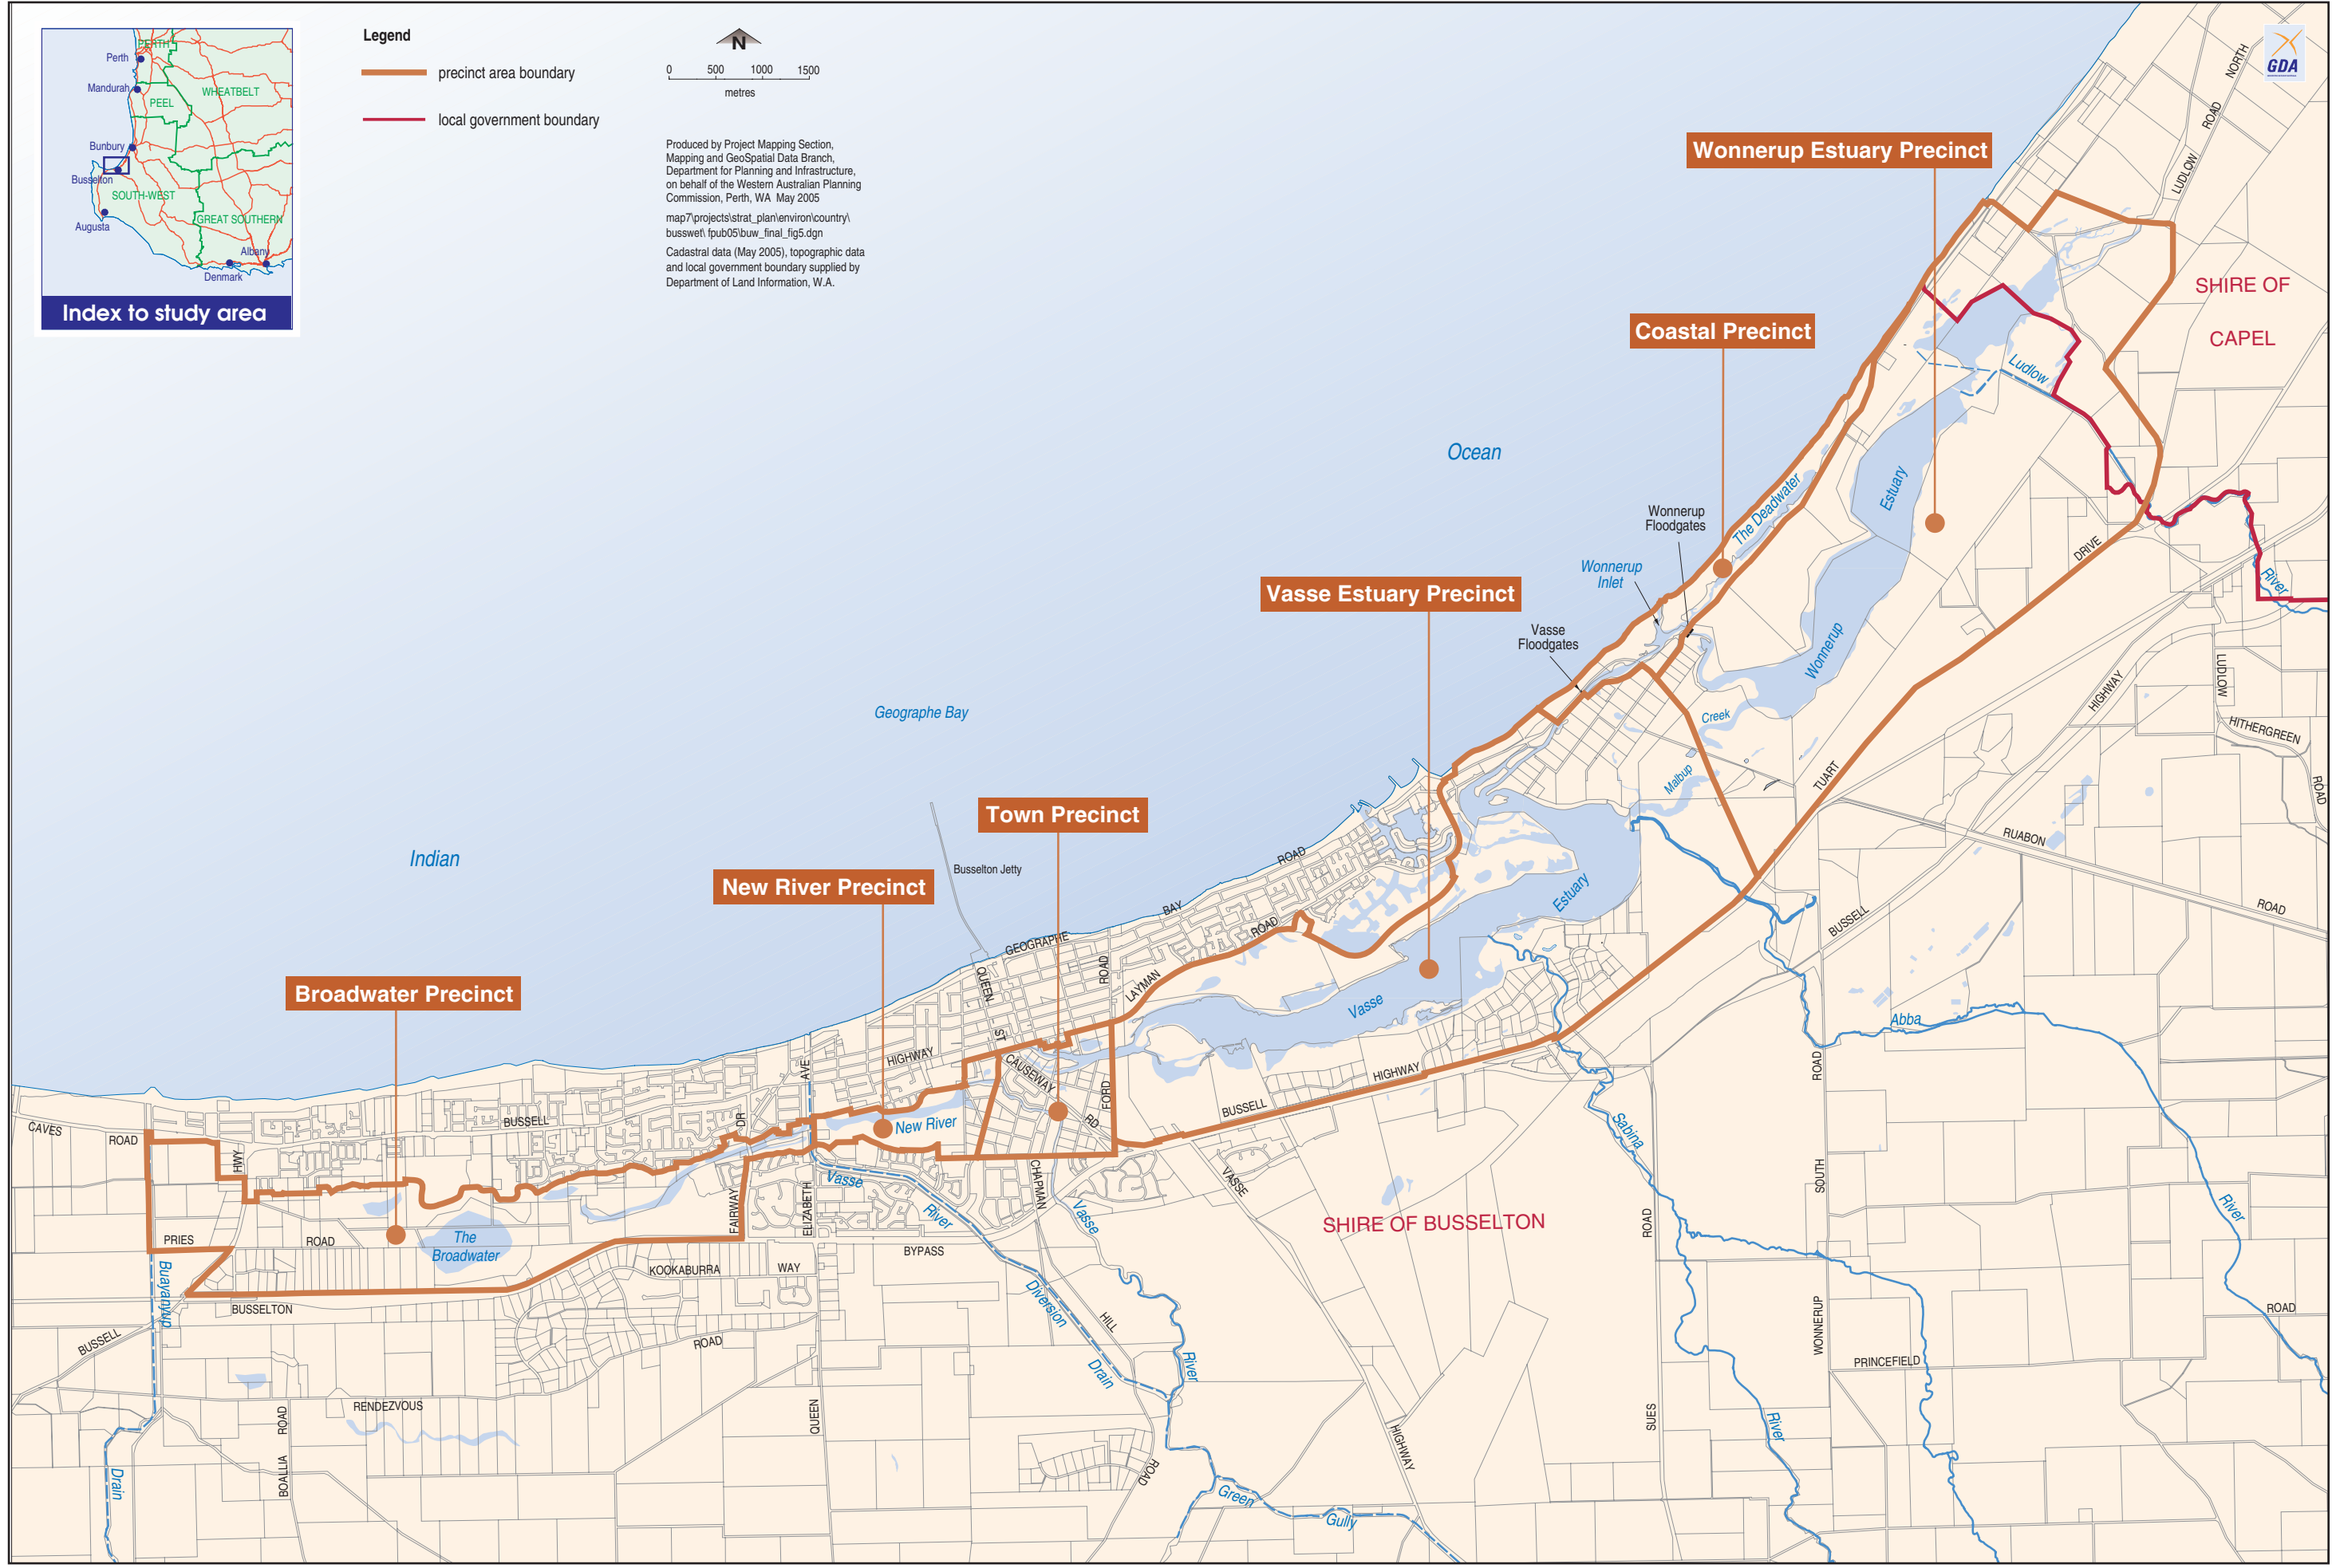 PERTH
Perth
Mandurah
PEEL
WHEATBELT
Bunbury
Busselton
SOUTH-WEST
GREAT SOUTHERN
Augusta
Albany
Denmark
Index to study area
Legend
precinct area boundary
local government boundary
N
0 500 1000 1500
metres
Produced by Project Mapping Section,
Mapping and GeoSpatial Data Branch,
Department for Planning and Infrastructure,
on behalf of the Western Australian Planning
Commission, Perth, WA May 2005
map7\projects\strat_plan\environ\country\
busswet\ fpub05\buw_final_fig5.dgn
Cadastral data (May 2005), topographic data
and local government boundary supplied by
Department of Land Information, W.A.
GDA
NORTH
ROAD
LUDLOW
Wonnerup Estuary Precinct
SHIRE OF
CAPEL
Coastal Precinct
Ludlow
Ocean
Estuary
The Deadwater
Wonnerup
Floodgates
DRIVE
Wonnerup
Inlet
River
Vasse Estuary Precinct
Vasse
Floodgates
Wonnerup
LUDLOW
HIGHWAY
Geographe Bay
Creek
HITHERGREEN
Malbup
TUART
ROAD
Town Precinct
RUABON
Indian
ROAD
Busselton Jetty
New River Precinct
Estuary
ROAD
BAY
BUSSELL
ROAD
GEOGRAPHE
Broadwater Precinct
QUEEN
ROAD
LAYMAN
Vasse
Abba
ST
HIGHWAY
CAUSEWAY
AVE
HIGHWAY
ROAD
FORD
BUSSELL
CAVES
ROAD
BUSSELL
DR
New River
RD
Sabina
HWY
Vasse
CHAPMAN
VASSE
SOUTH
FAIRWAY
ELIZABETH
River
Vasse
SHIRE OF BUSSELTON
ROAD
River
PRIES
ROAD
The
Broadwater
BYPASS
KOOKABURRA
WAY
Buayanyup
BUSSELTON
Diversion
HILL
WONNERUP
ROAD
BUSSELL
ROAD
Drain
River
PRINCEFIELD
RENDEZVOUS
ROAD
QUEEN
SUES
River
HIGHWAY
BOALLIA
Drain
ROAD
Green
Gully